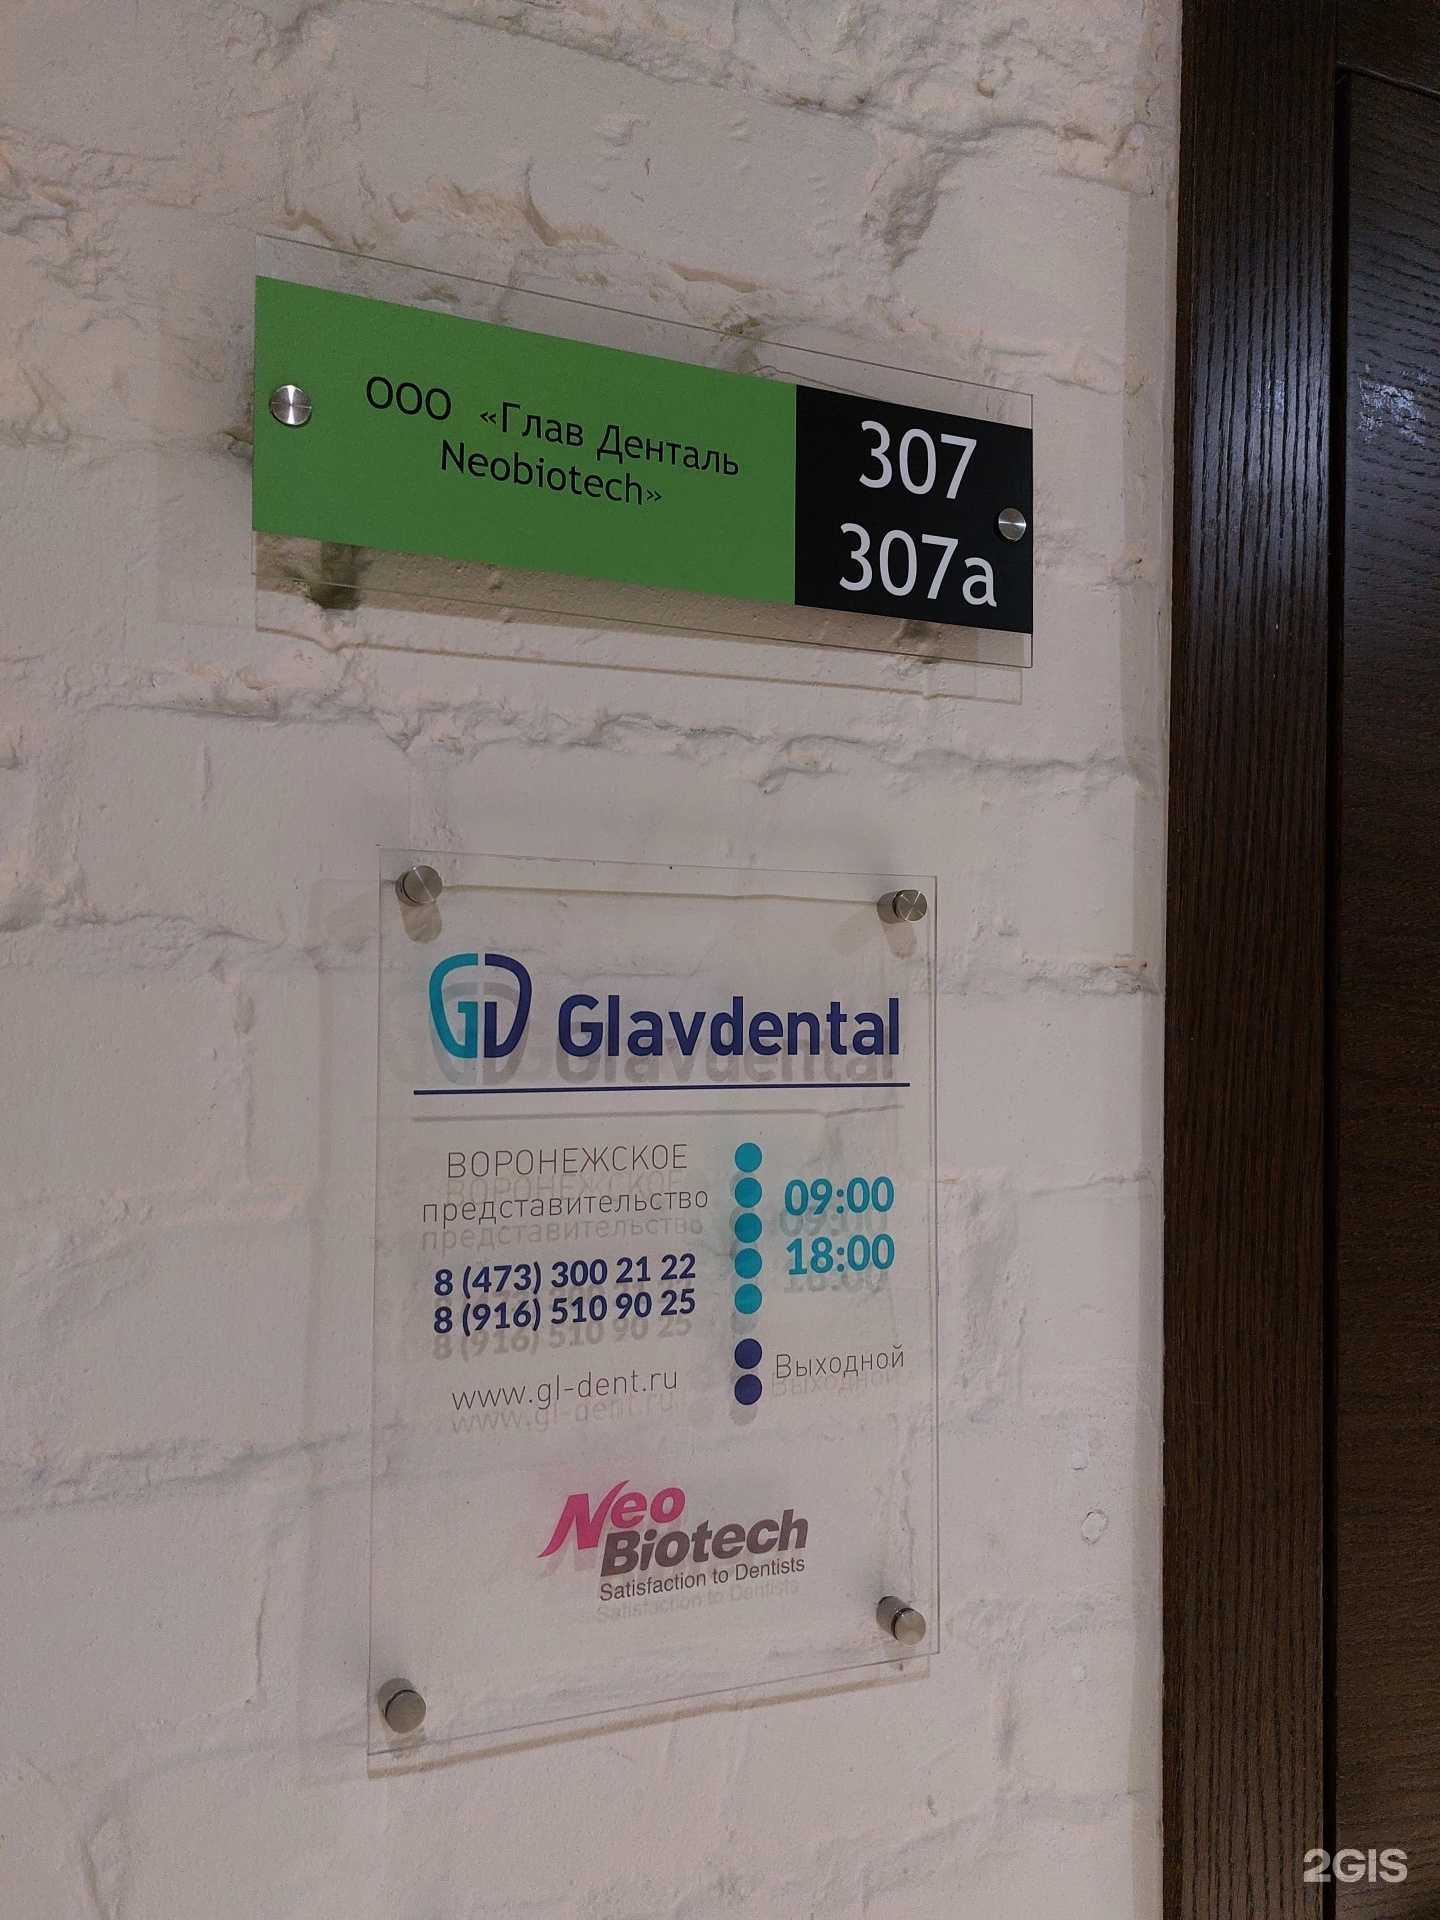 ООО «Глав Денталь
Neobiotech»
307
307а
GD Glavdental
ВОРОНЕЖСКОЕ
представительство
8 (473) 300 21 22
8 (916) 510 90 25
www.gl-dent.ru
09:00
18:00
Выходной
Neo
Biotech
Satisfaction to Dentists
2GIS